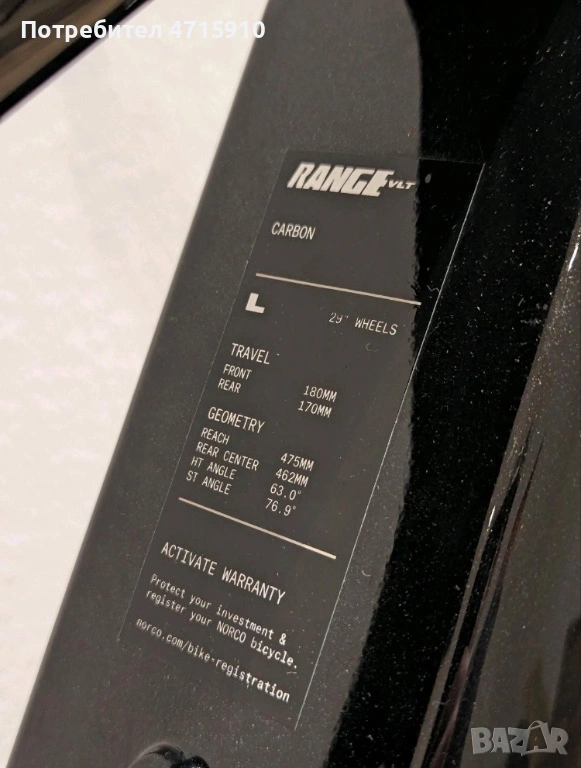 Потребител 4715910
RANGE VLT
CARBON
L 29" WHEELS
TRAVEL
FRONT 180MM
REAR 170MM
GEOMETRY
REACH 475MM
REAR CENTER 462MM
HT ANGLE 63.0°
ST ANGLE 76.9°
ACTIVATE WARRANTY
Protect your investment &
register your NORCO bicycle.
norco.com/bike-registration
BAZAR